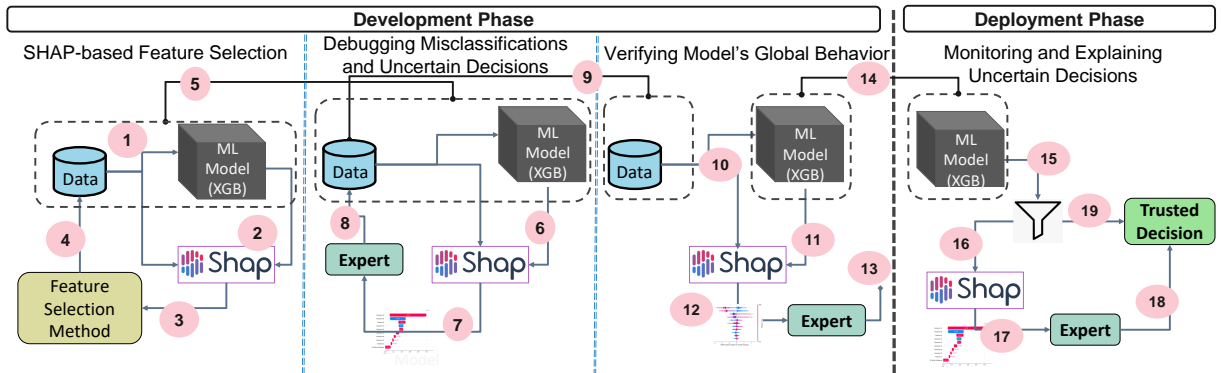 Development Phase
Deployment Phase
SHAP-based Feature Selection
Debugging Misclassifications
and Uncertain Decisions
Verifying Model's Global Behavior
Monitoring and Explaining
Uncertain Decisions
5
9
14
1
Data
ML
Model
(XGB)
4
2
Shap
Feature
Selection
Method
3
Data
ML
Model
(XGB)
8
6
Expert
Shap
7
Model
Data
10
ML
Model
(XGB)
11
Shap
12
Expert
13
ML
Model
(XGB)
15
19
Trusted
Decision
16
Shap
17
Expert
18